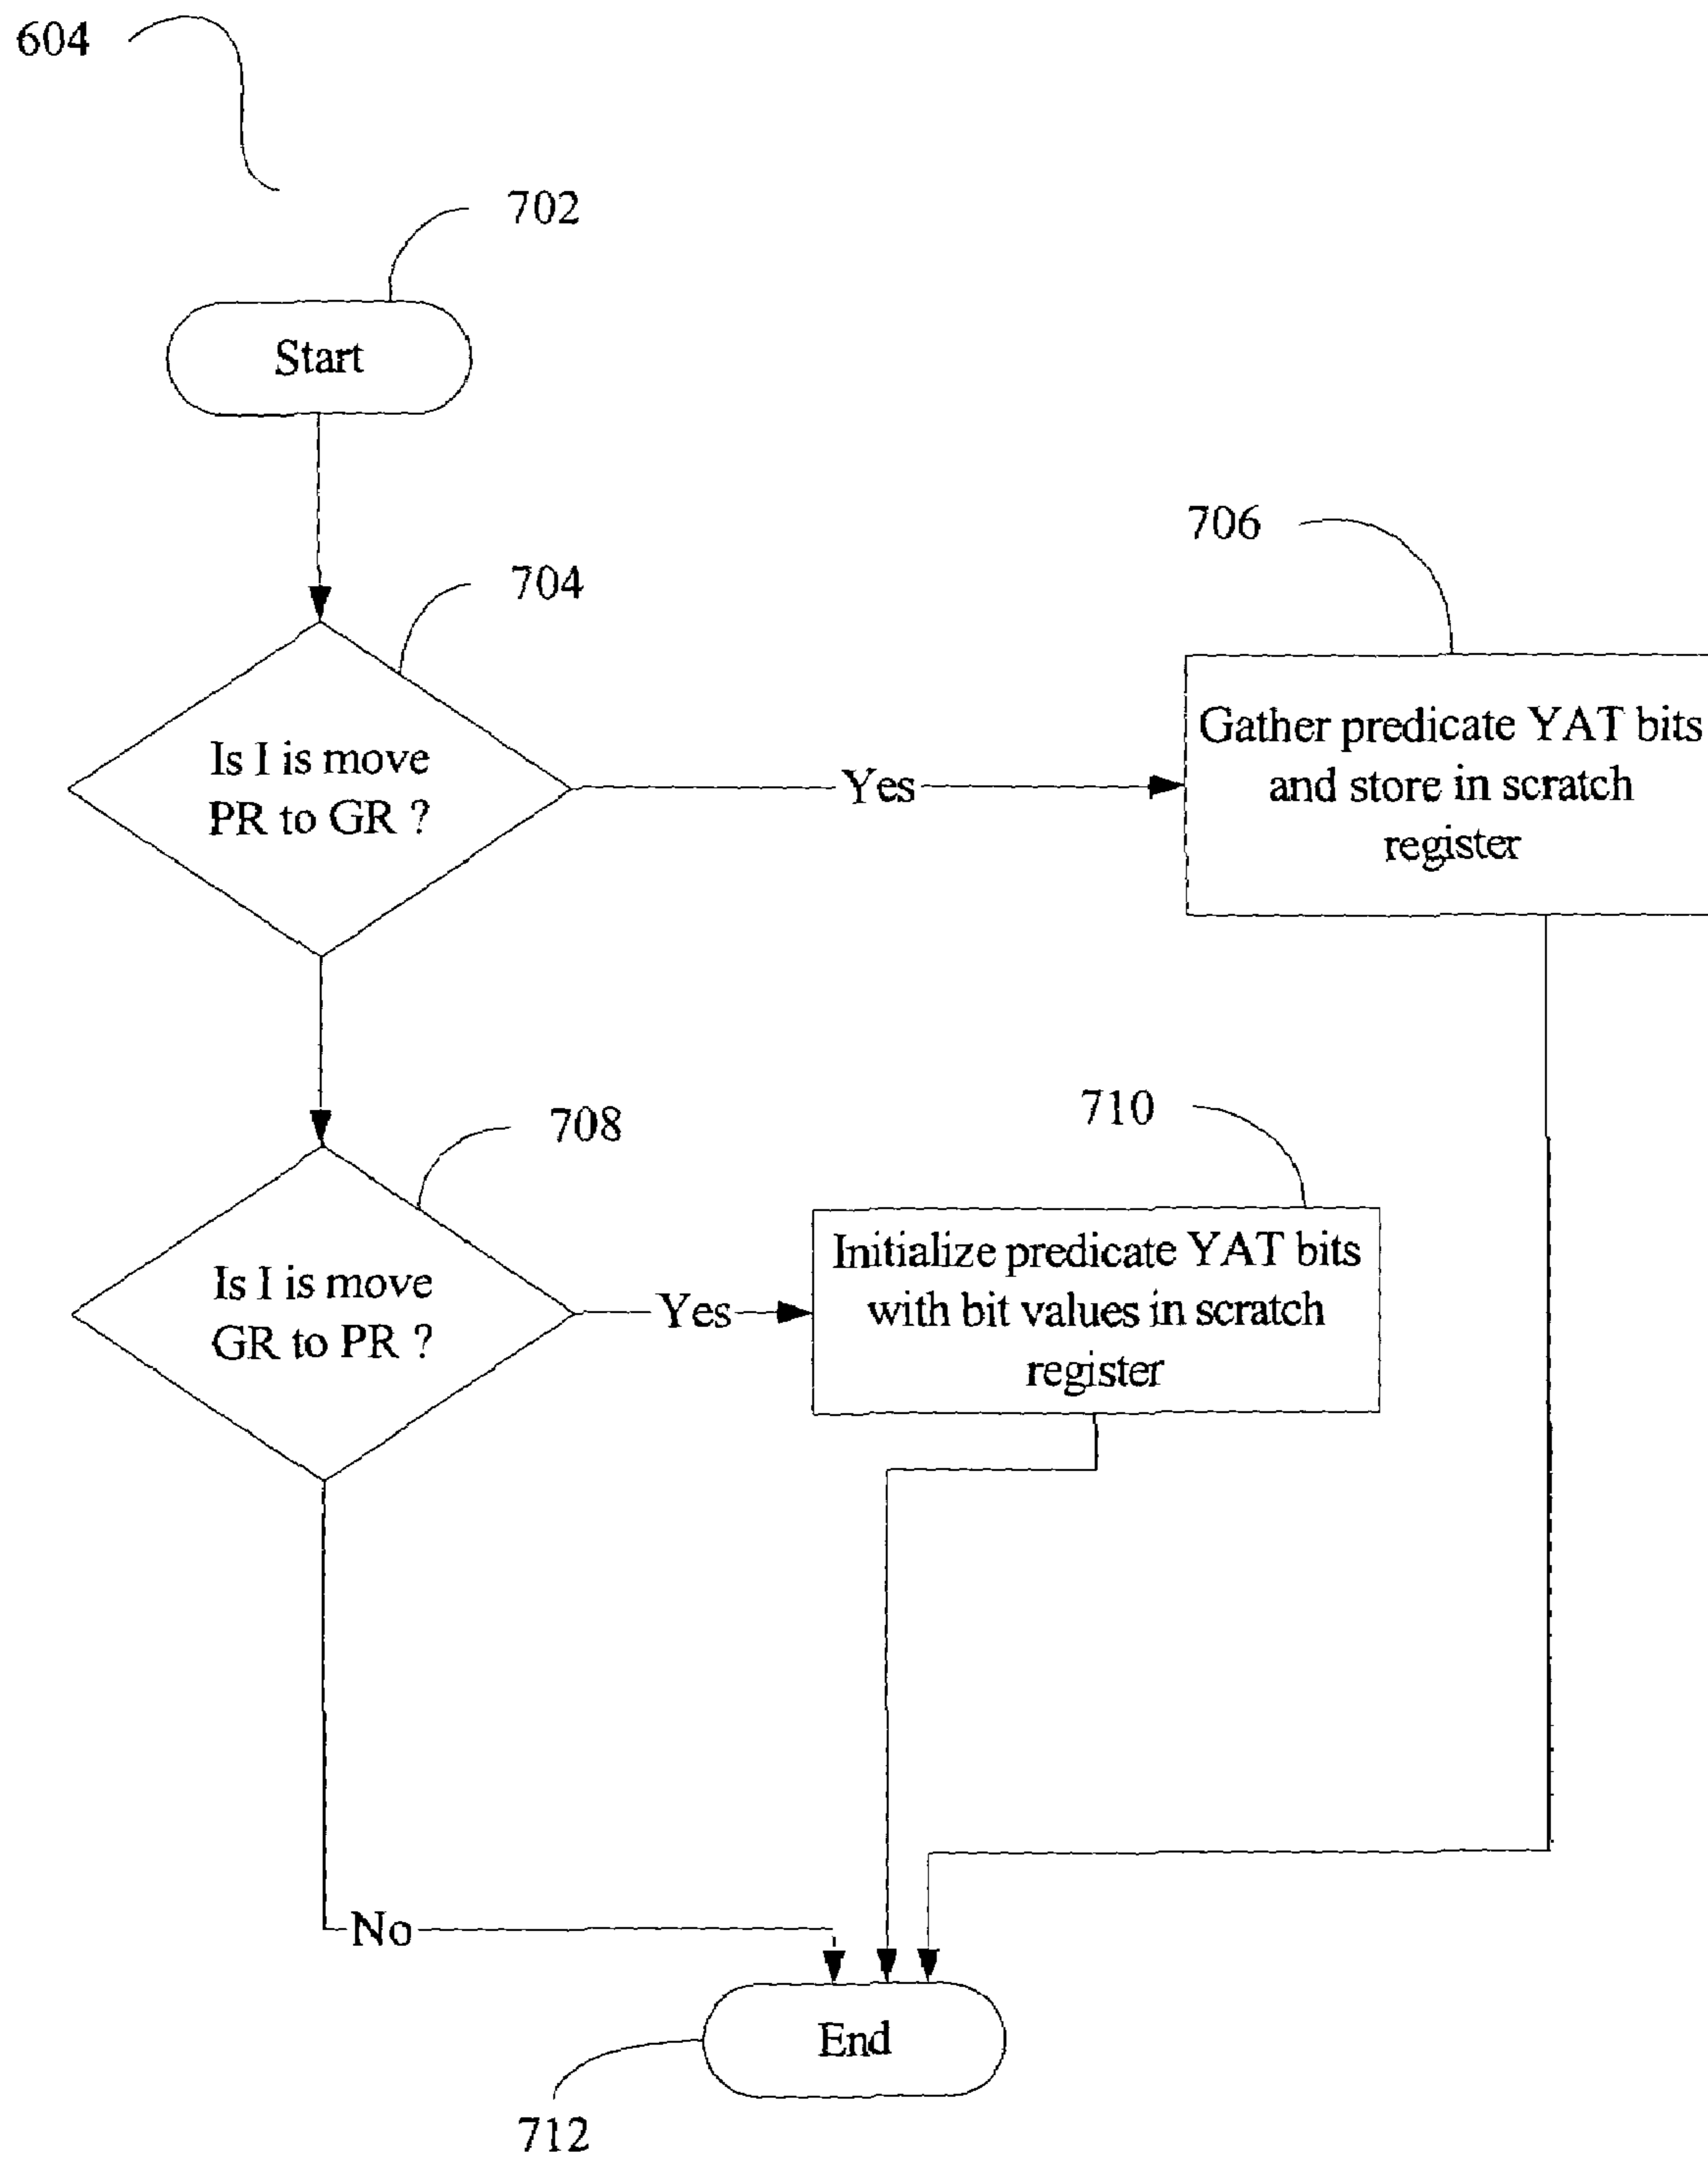 604
702
Start
704
706
Is I is move
PR to GR ?
Yes
Gather predicate YAT bits
and store in scratch
register
708
710
Is I is move
GR to PR ?
Yes
Initialize predicate YAT bits
with bit values in scratch
register
No
End
712